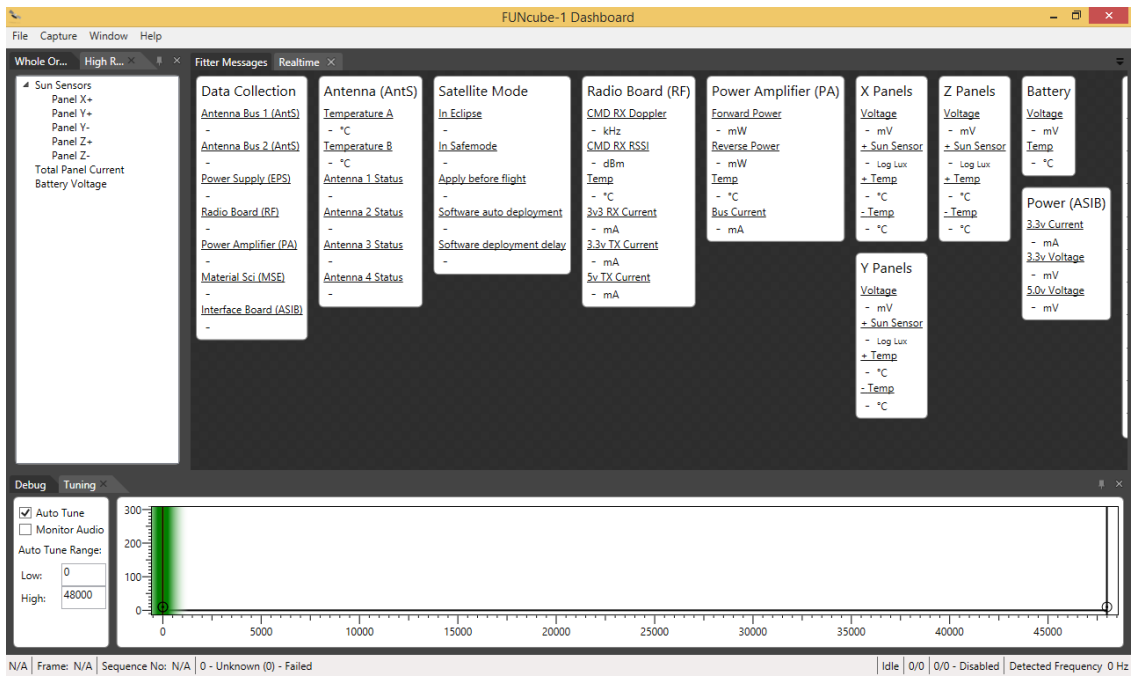 FUNcube-1 Dashboard
File Capture Window Help
Whole Or... High R...
Fitter Messages Realtime
Sun Sensors
Panel X+
Panel Y+
Panel Y-
Panel Z+
Panel Z-
Total Panel Current
Battery Voltage
Data Collection
Antenna Bus 1 (AntS)
-
Antenna Bus 2 (AntS)
-
Power Supply (EPS)
-
Radio Board (RF)
-
Power Amplifier (PA)
-
Material Sci (MSE)
-
Interface Board (ASIB)
-
Antenna (AntS)
Temperature A
- °C
Temperature B
- °C
Antenna 1 Status
-
Antenna 2 Status
-
Antenna 3 Status
-
Antenna 4 Status
-
Satellite Mode
In Eclipse
-
In Safemode
-
Apply before flight
-
Software auto deployment
-
Software deployment delay
-
Radio Board (RF)
CMD RX Doppler
- kHz
CMD RX RSSI
- dBm
Temp
- °C
3v3 RX Current
- mA
3.3v TX Current
- mA
5v TX Current
- mA
Power Amplifier (PA)
Forward Power
- mW
Reverse Power
- mW
Temp
- °C
Bus Current
- mA
X Panels
Voltage
- mV
+ Sun Sensor
- Log Lux
+ Temp
- °C
- Temp
- °C
Y Panels
Voltage
- mV
+ Sun Sensor
- Log Lux
+ Temp
- °C
- Temp
- °C
Z Panels
Voltage
- mV
+ Sun Sensor
- Log Lux
+ Temp
- °C
- Temp
- °C
Battery
Voltage
- mV
Temp
- °C
Power (ASIB)
3.3v Current
- mA
3.3v Voltage
- mV
5.0v Voltage
- mV
Debug Tuning
Auto Tune
Monitor Audio
Auto Tune Range:
Low: 0
High: 48000
300
200
100
0
0 5000 10000 15000 20000 25000 30000 35000 40000 45000
N/A Frame: N/A Sequence No: N/A 0 - Unknown (0) - Failed Idle 0/0 0/0 - Disabled Detected Frequency 0 Hz